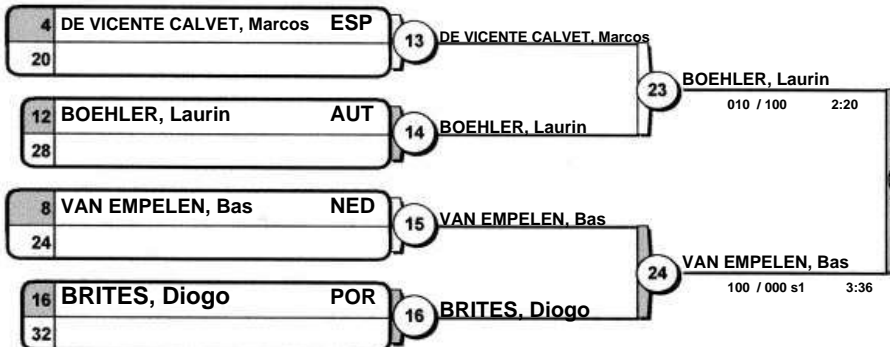 4 DE VICENTE CALVET, Marcos ESP
20
13 DE VICENTE CALVET, Marcos
12 BOEHLER, Laurin AUT
28
14 BOEHLER, Laurin
23 BOEHLER, Laurin
010 / 100 2:20
8 VAN EMPELEN, Bas NED
24
15 VAN EMPELEN, Bas
16 BRITES, Diogo POR
32
16 BRITES, Diogo
24 VAN EMPELEN, Bas
100 / 000 s1 3:36